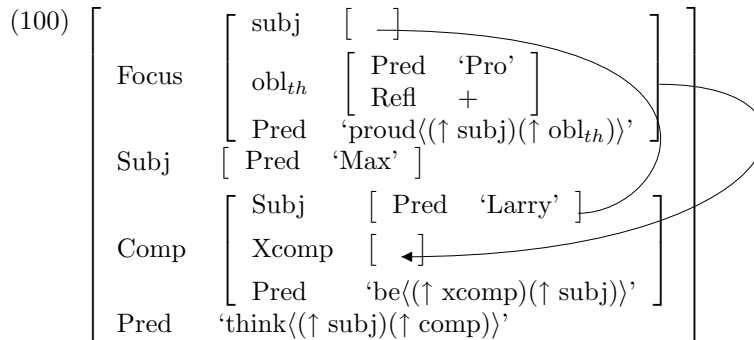 (100)
subj [ ]
Focus obl_th [ Pred ‘Pro’
Refl + ]
Pred ‘proud⟨(↑ subj)(↑ obl_th)⟩’
Subj [ Pred ‘Max’ ]
Subj [ Pred ‘Larry’ ]
Comp Xcomp [ ]
Pred ‘be⟨(↑ xcomp)(↑ subj)⟩’
Pred ‘think⟨(↑ subj)(↑ comp)⟩’